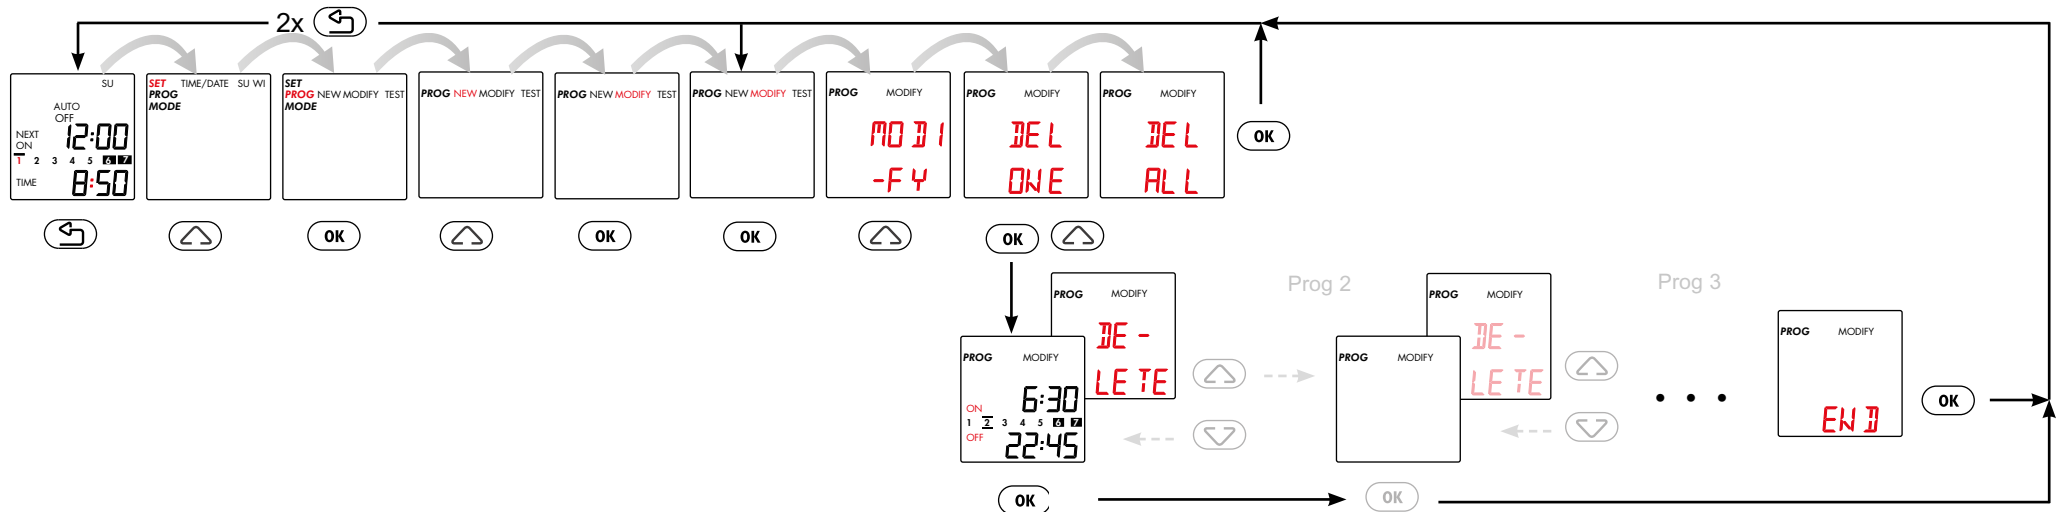 2x
SU
AUTO
OFF
NEXT
ON
12:00
1 2 3 4 5 6 7
TIME
8:50
SET TIME/DATE SU WI
PROG
MODE
SET
PROG NEW MODIFY TEST
MODE
PROG NEW MODIFY TEST
PROG NEW MODIFY TEST
PROG NEW MODIFY TEST
PROG MODIFY
MODI
-FY
PROG MODIFY
DEL
ONE
PROG MODIFY
DEL
ALL
OK
OK
OK
OK
OK
PROG MODIFY
DE-
LETE
PROG MODIFY
ON
6:30
1 2 3 4 5 6 7
OFF
22:45
Prog 2
PROG MODIFY
DE-
LETE
PROG MODIFY
Prog 3
PROG MODIFY
END
OK
OK
OK